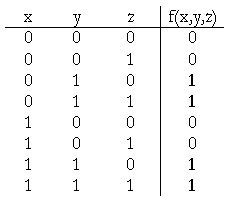 x y z f(x,y,z)
0 0 0 0
0 0 1 0
0 1 0 1
0 1 1 1
1 0 0 0
1 0 1 0
1 1 0 1
1 1 1 1